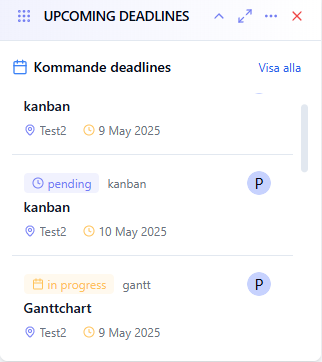 UPCOMING DEADLINES
Kommande deadlines
Visa alla
kanban
Test2 9 May 2025
pending kanban P
kanban
Test2 10 May 2025
in progress gantt P
Ganttchart
Test2 9 May 2025